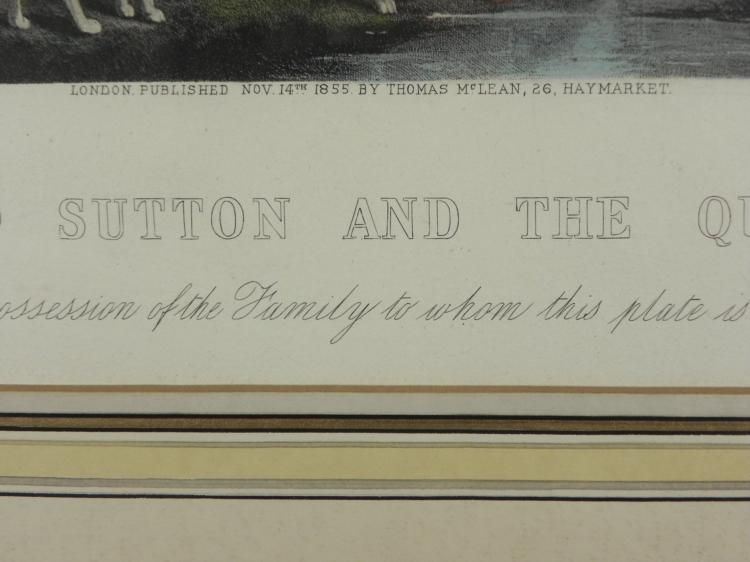 LONDON. PUBLISHED NOV. 14TH 1855. BY THOMAS McLEAN, 26, HAYMARKET.
SUTTON AND THE QU
ossession of the Family to whom this plate is